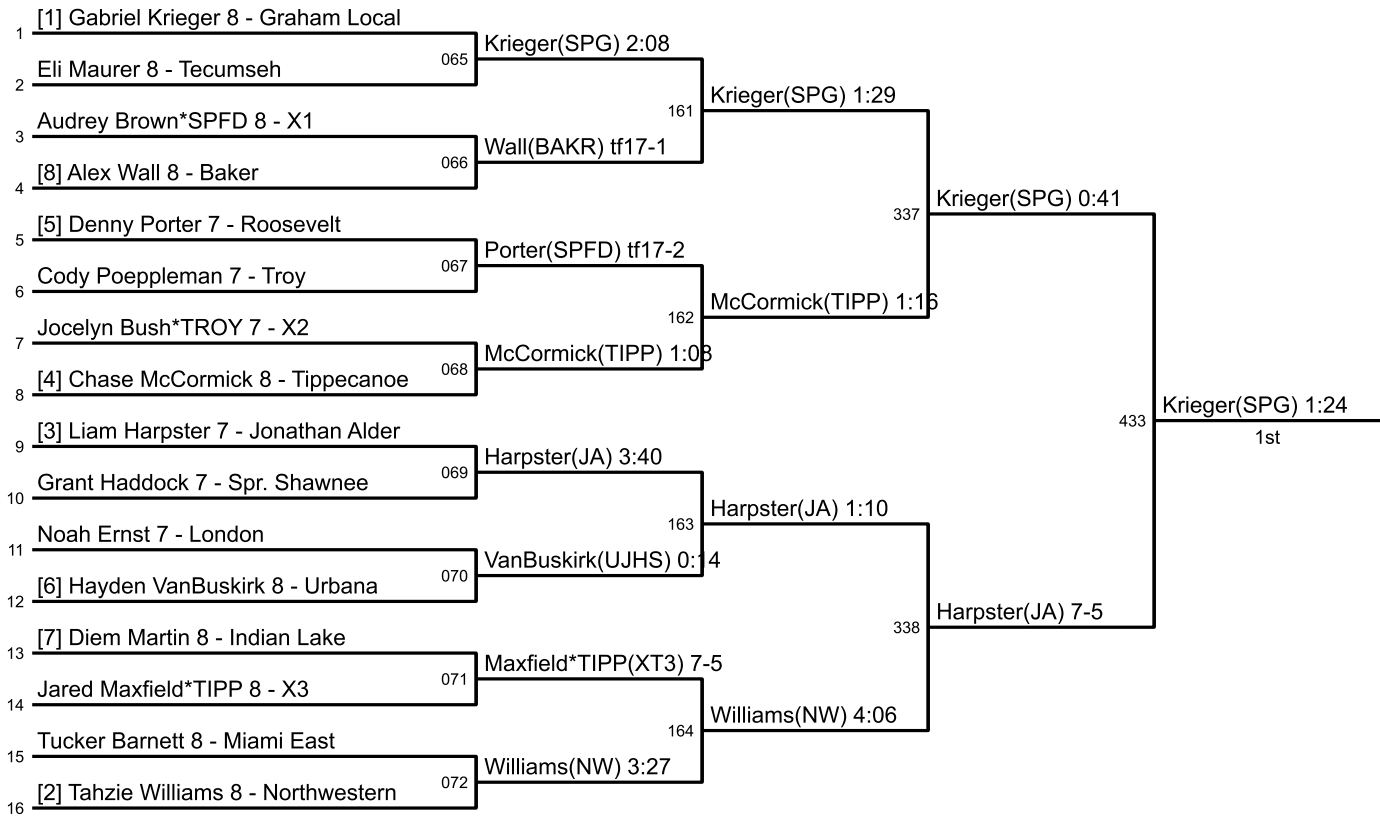 1 [1] Gabriel Krieger 8 - Graham Local
2 Eli Maurer 8 - Tecumseh
3 Audrey Brown*SPFD 8 - X1
4 [8] Alex Wall 8 - Baker
5 [5] Denny Porter 7 - Roosevelt
6 Cody Poeppleman 7 - Troy
7 Jocelyn Bush*TROY 7 - X2
8 [4] Chase McCormick 8 - Tippecanoe
9 [3] Liam Harpster 7 - Jonathan Alder
10 Grant Haddock 7 - Spr. Shawnee
11 Noah Ernst 7 - London
12 [6] Hayden VanBuskirk 8 - Urbana
13 [7] Diem Martin 8 - Indian Lake
14 Jared Maxfield*TIPP 8 - X3
15 Tucker Barnett 8 - Miami East
16 [2] Tahzie Williams 8 - Northwestern
065 Krieger(SPG) 2:08
066 Wall(BAKR) tf17-1
067 Porter(SPFD) tf17-2
068 McCormick(TIPP) 1:08
069 Harpster(JA) 3:40
070 VanBuskirk(UJHS) 0:14
071 Maxfield*TIPP(XT3) 7-5
072 Williams(NW) 3:27
161 Krieger(SPG) 1:29
162 McCormick(TIPP) 1:16
163 Harpster(JA) 1:10
164 Williams(NW) 4:06
337 Krieger(SPG) 0:41
338 Harpster(JA) 7-5
433 Krieger(SPG) 1:24
1st